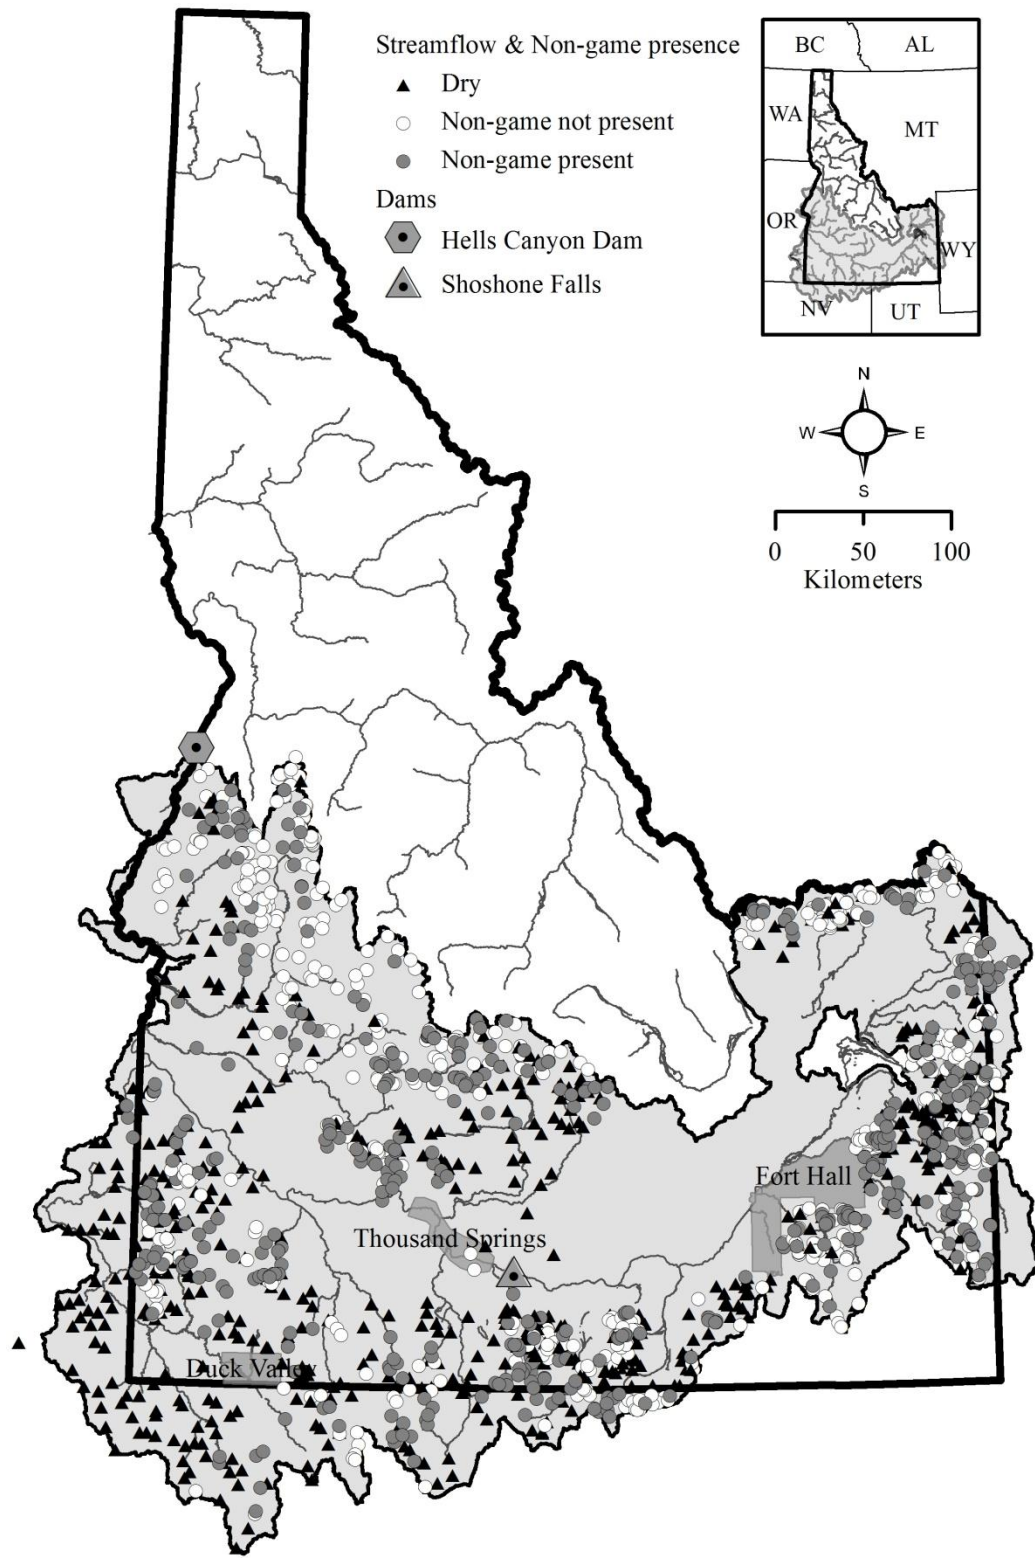 Streamflow & Non-game presence
Dry
Non-game not present
Non-game present
Dams
Hells Canyon Dam
Shoshone Falls
BC
AL
WA
MT
OR
WY
NV
UT
N
W
E
S
0
50
100
Kilometers
Fort Hall
Thousand Springs
Duck Valley